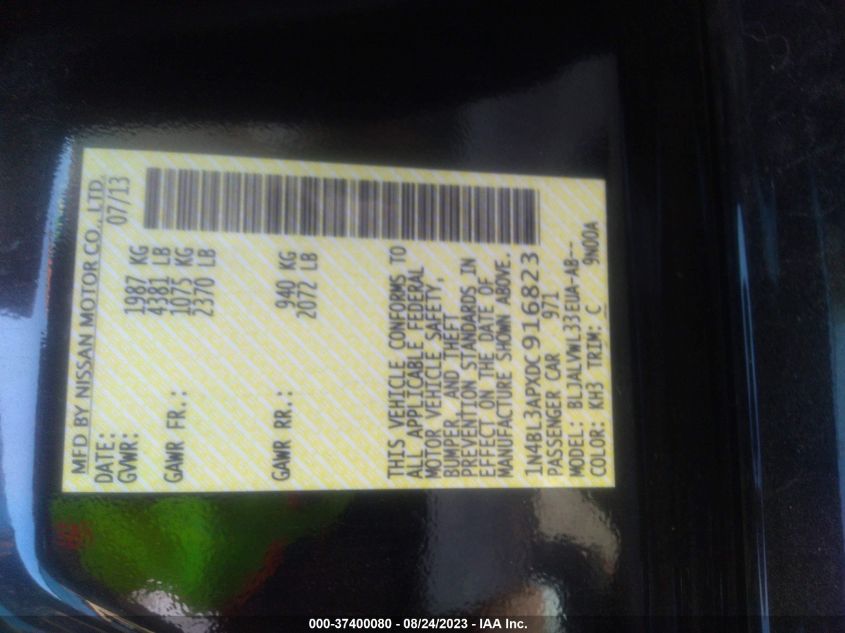 MFD BY NISSAN MOTOR CO., LTD.
DATE: 07/13
GVWR: 1987 KG
4381 LB
GAWR FR.: 1075 KG
2370 LB
GAWR RR.: 940 KG
2072 LB
THIS VEHICLE CONFORMS TO
ALL APPLICABLE FEDERAL
MOTOR VEHICLE SAFETY,
BUMPER, AND THEFT
PREVENTION STANDARDS IN
EFFECT ON THE DATE OF
MANUFACTURE SHOWN ABOVE.
1N4BL3APXDC916823
PASSENGER CAR 971
MODEL: BLJALVWL33EUA-AB--
COLOR: KH3 TRIM: C 9N00A
000-37400080 - 08/24/2023 - IAA Inc.